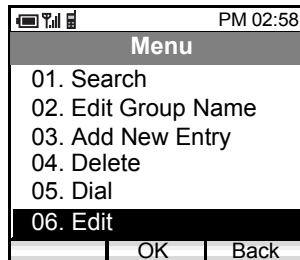 PM 02:58
Menu
01. Search
02. Edit Group Name
03. Add New Entry
04. Delete
05. Dial
06. Edit
OK Back